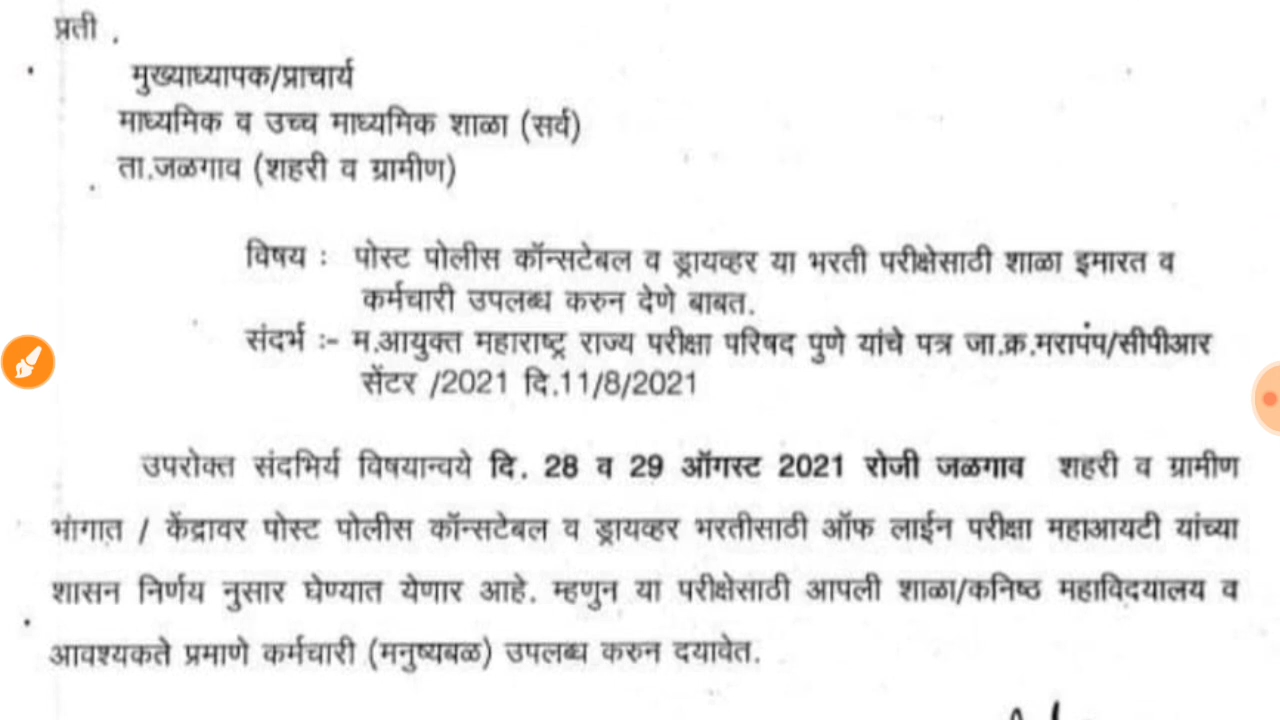 प्रती .
मुख्याध्यापक/प्राचार्य
माध्यमिक व उच्च माध्यमिक शाळा (सर्व)
ता.जळगाव (शहरी व ग्रामीण)
विषय : पोस्ट पोलीस कॉन्सटेबल व ड्रायव्हर या भरती परीक्षेसाठी शाळा इमारत व
कर्मचारी उपलब्ध करुन देणे बाबत.
संदर्भ :- म.आयुक्त महाराष्ट्र राज्य परीक्षा परिषद पुणे यांचे पत्र जा.क्र.मरापंप/सीपीआर
सेंटर /2021 दि.11/8/2021
उपरोक्त संदभिर्य विषयान्वये दि. 28 व 29 ऑगस्ट 2021 रोजी जळगाव शहरी व ग्रामीण
भागात / केंद्रावर पोस्ट पोलीस कॉन्सटेबल व ड्रायव्हर भरतीसाठी ऑफ लाईन परीक्षा महाआयटी यांच्या
शासन निर्णय नुसार घेण्यात येणार आहे. म्हणुन या परीक्षेसाठी आपली शाळा/कनिष्ठ महाविदयालय व
आवश्यकते प्रमाणे कर्मचारी (मनुष्यबळ) उपलब्ध करुन दयावेत.